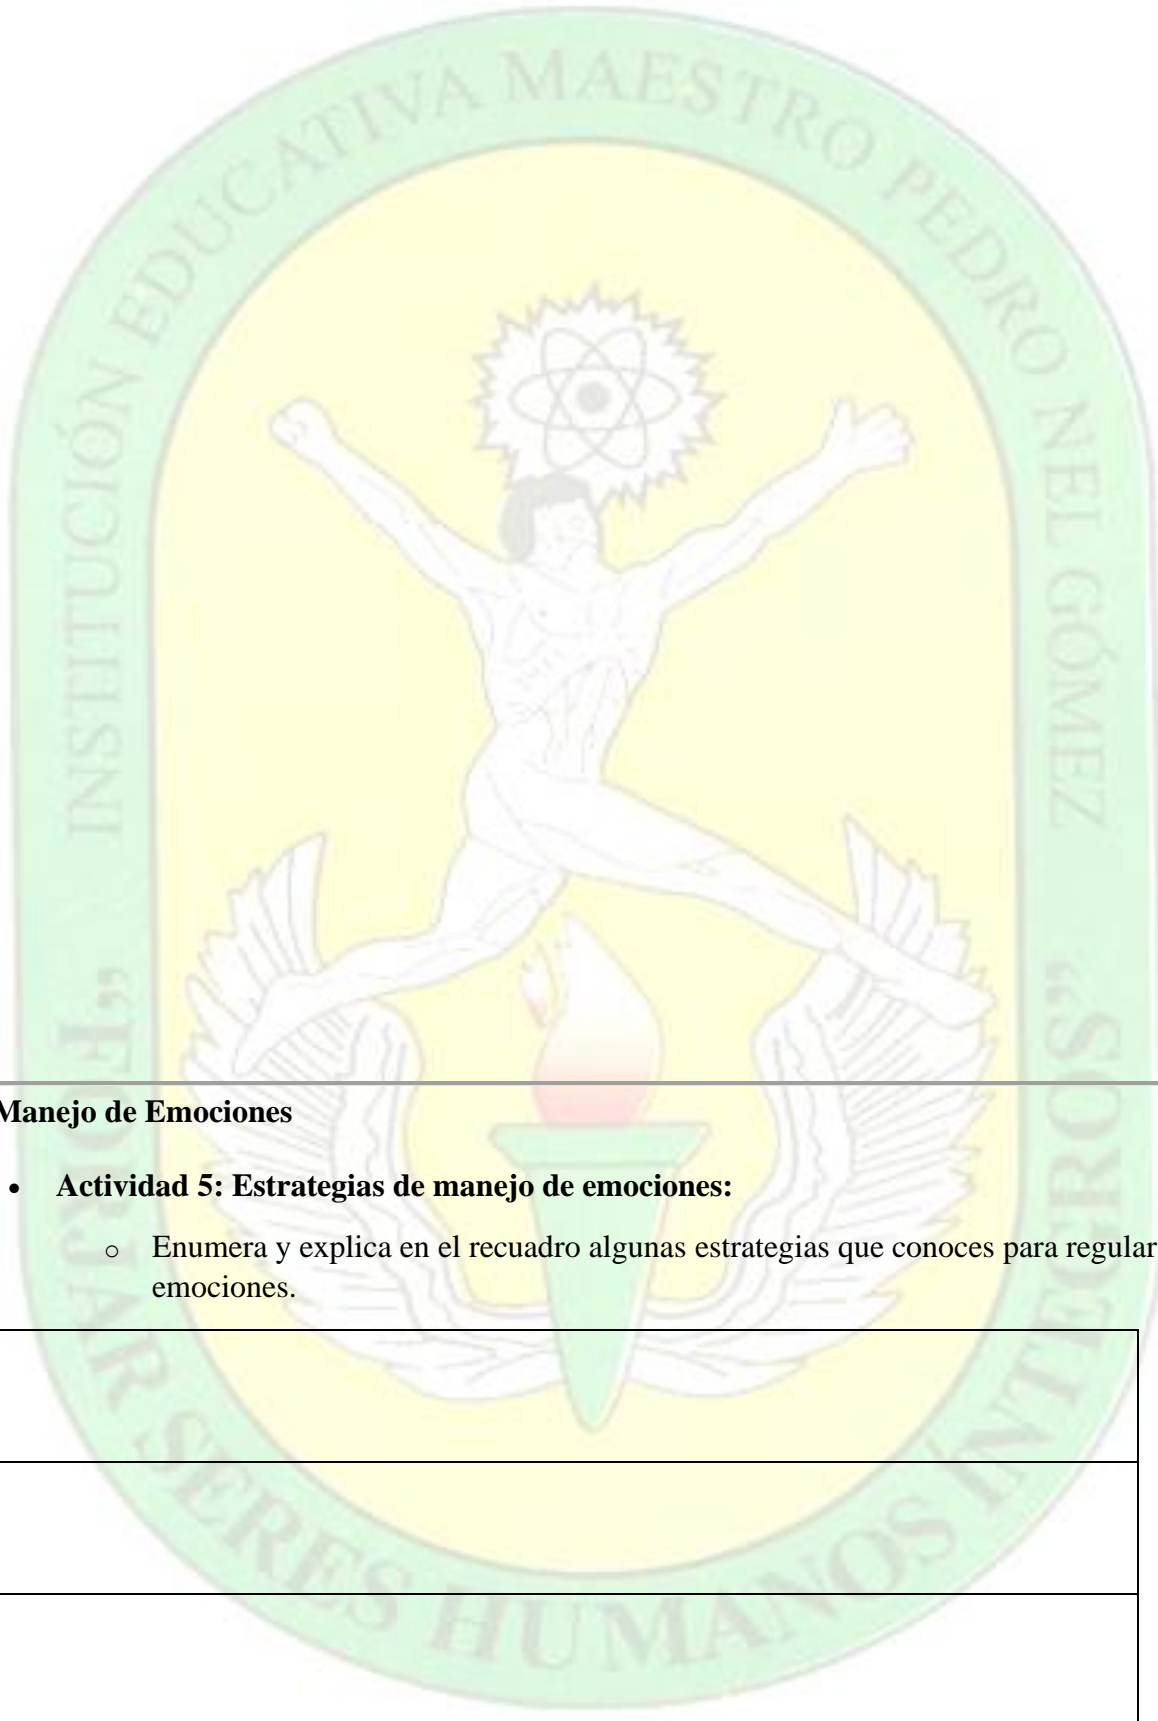 INSTITUCIÓN EDUCATIVA MAESTRO PEDRO NEL GÓMEZ
"FORJAR SERES HUMANOS ÍNTEGROS"
Manejo de Emociones
• Actividad 5: Estrategias de manejo de emociones:
o Enumera y explica en el recuadro algunas estrategias que conoces para regular
emociones.